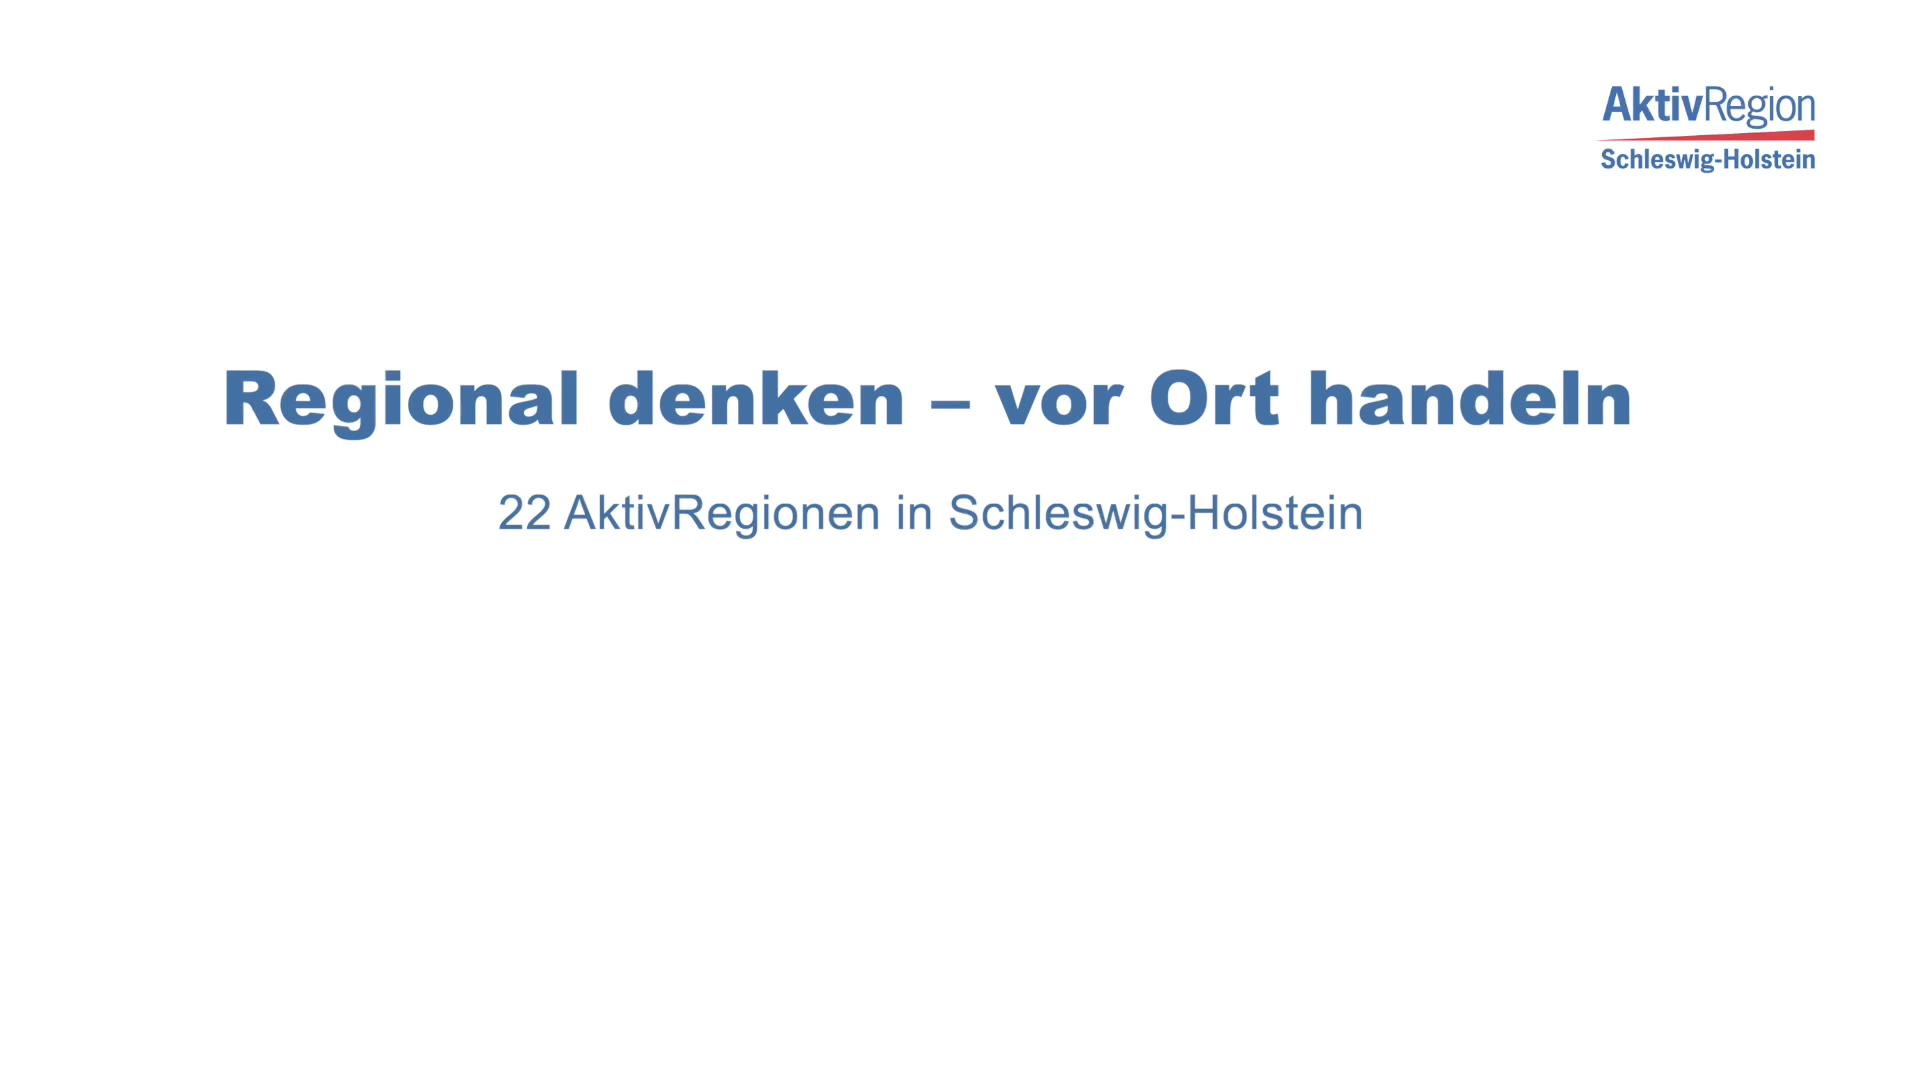 AktivRegion
Schleswig-Holstein
Regional denken – vor Ort handeln
22 AktivRegionen in Schleswig-Holstein